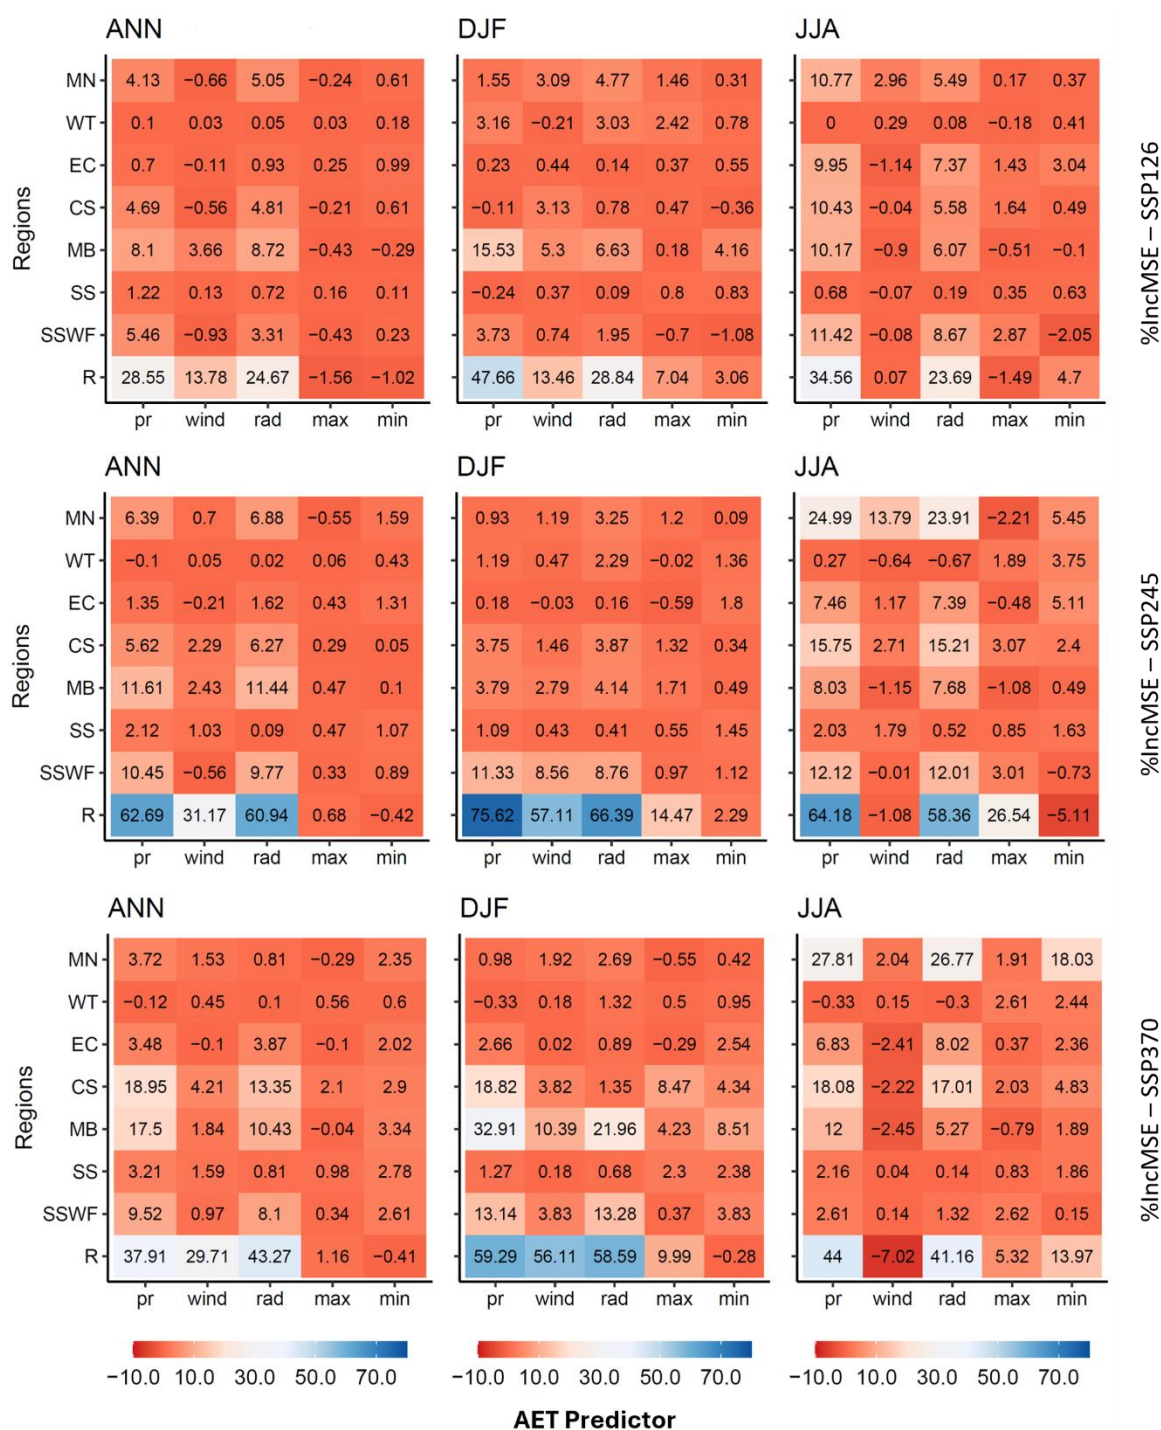 ANN DJF JJA
MN 4.13 −0.66 5.05 −0.24 0.61 1.55 3.09 4.77 1.46 0.31 10.77 2.96 5.49 0.17 0.37
WT 0.1 0.03 0.05 0.03 0.18 3.16 −0.21 3.03 2.42 0.78 0 0.29 0.08 −0.18 0.41
EC 0.7 −0.11 0.93 0.25 0.99 0.23 0.44 0.14 0.37 0.55 9.95 −1.14 7.37 1.43 3.04
CS 4.69 −0.56 4.81 −0.21 0.61 −0.11 3.13 0.78 0.47 −0.36 10.43 −0.04 5.58 1.64 0.49
MB 8.1 3.66 8.72 −0.43 −0.29 15.53 5.3 6.63 0.18 4.16 10.17 −0.9 6.07 −0.51 −0.1
SS 1.22 0.13 0.72 0.16 0.11 −0.24 0.37 0.09 0.8 0.83 0.68 −0.07 0.19 0.35 0.63
SSWF 5.46 −0.93 3.31 −0.43 0.23 3.73 0.74 1.95 −0.7 −1.08 11.42 −0.08 8.67 2.87 −2.05
R 28.55 13.78 24.67 −1.56 −1.02 47.66 13.46 28.84 7.04 3.06 34.56 0.07 23.69 −1.49 4.7
pr wind rad max min pr wind rad max min pr wind rad max min
Regions
%IncMSE – SSP126
ANN DJF JJA
MN 6.39 0.7 6.88 −0.55 1.59 0.93 1.19 3.25 1.2 0.09 24.99 13.79 23.91 −2.21 5.45
WT −0.1 0.05 0.02 0.06 0.43 1.19 0.47 2.29 −0.02 1.36 0.27 −0.64 −0.67 1.89 3.75
EC 1.35 −0.21 1.62 0.43 1.31 0.18 −0.03 0.16 −0.59 1.8 7.46 1.17 7.39 −0.48 5.11
CS 5.62 2.29 6.27 0.29 0.05 3.75 1.46 3.87 1.32 0.34 15.75 2.71 15.21 3.07 2.4
MB 11.61 2.43 11.44 0.47 0.1 3.79 2.79 4.14 1.71 0.49 8.03 −1.15 7.68 −1.08 0.49
SS 2.12 1.03 0.09 0.47 1.07 1.09 0.43 0.41 0.55 1.45 2.03 1.79 0.52 0.85 1.63
SSWF 10.45 −0.56 9.77 0.33 0.89 11.33 8.56 8.76 0.97 1.12 12.12 −0.01 12.01 3.01 −0.73
R 62.69 31.17 60.94 0.68 −0.42 75.62 57.11 66.39 14.47 2.29 64.18 −1.08 58.36 26.54 −5.11
pr wind rad max min pr wind rad max min pr wind rad max min
Regions
%IncMSE – SSP245
ANN DJF JJA
MN 3.72 1.53 0.81 −0.29 2.35 0.98 1.92 2.69 −0.55 0.42 27.81 2.04 26.77 1.91 18.03
WT −0.12 0.45 0.1 0.56 0.6 −0.33 0.18 1.32 0.5 0.95 −0.33 0.15 −0.3 2.61 2.44
EC 3.48 −0.1 3.87 −0.1 2.02 2.66 0.02 0.89 −0.29 2.54 6.83 −2.41 8.02 0.37 2.36
CS 18.95 4.21 13.35 2.1 2.9 18.82 3.82 1.35 8.47 4.34 18.08 −2.22 17.01 2.03 4.83
MB 17.5 1.84 10.43 −0.04 3.34 32.91 10.39 21.96 4.23 8.51 12 −2.45 5.27 −0.79 1.89
SS 3.21 1.59 0.81 0.98 2.78 1.27 0.18 0.68 2.3 2.38 2.16 0.04 0.14 0.83 1.86
SSWF 9.52 0.97 8.1 0.34 2.61 13.14 3.83 13.28 0.37 3.83 2.61 0.14 1.32 2.62 0.15
R 37.91 29.71 43.27 1.16 −0.41 59.29 56.11 58.59 9.99 −0.28 44 −7.02 41.16 5.32 13.97
pr wind rad max min pr wind rad max min pr wind rad max min
Regions
%IncMSE – SSP370
−10.0 10.0 30.0 50.0 70.0 −10.0 10.0 30.0 50.0 70.0 −10.0 10.0 30.0 50.0 70.0
AET Predictor